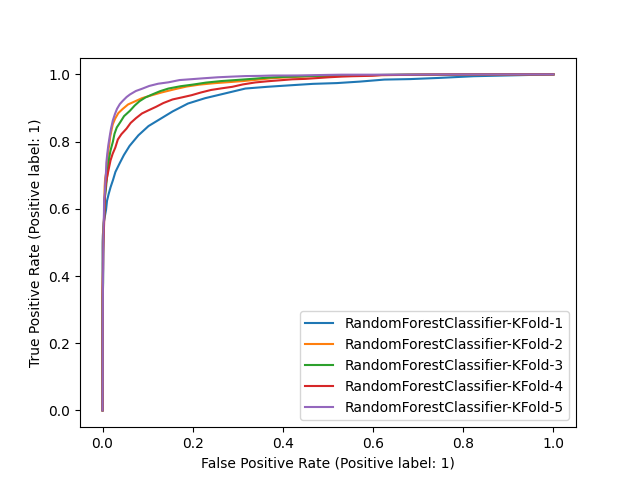 1.0
0.8
0.6
0.4
0.2
0.0
True Positive Rate (Positive label: 1)
0.0 0.2 0.4 0.6 0.8 1.0
False Positive Rate (Positive label: 1)
RandomForestClassifier-KFold-1
RandomForestClassifier-KFold-2
RandomForestClassifier-KFold-3
RandomForestClassifier-KFold-4
RandomForestClassifier-KFold-5